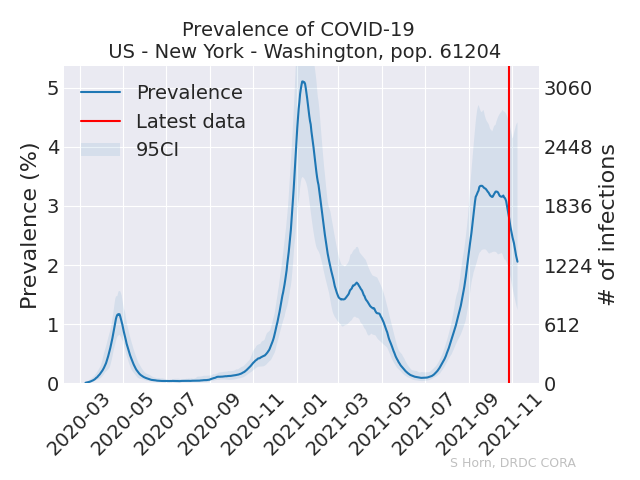 Prevalence of COVID-19
US - New York - Washington, pop. 61204
Prevalence
Latest data
95CI
Prevalence (%)
5
4
3
2
1
0
# of infections
3060
2448
1836
1224
612
0
2020-03
2020-05
2020-07
2020-09
2020-11
2021-01
2021-03
2021-05
2021-07
2021-09
2021-11
S Horn, DRDC CORA